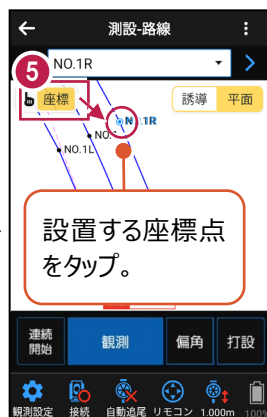 測設-路線
NO.1R
5
座標
誘導 平面
NO.1R
NO.
NO.1L
設置する座標点
をタップ。
連続
開始
観測
偏角
打設
観測設定 接続 自動追尾 リモコン 1.000m 100%